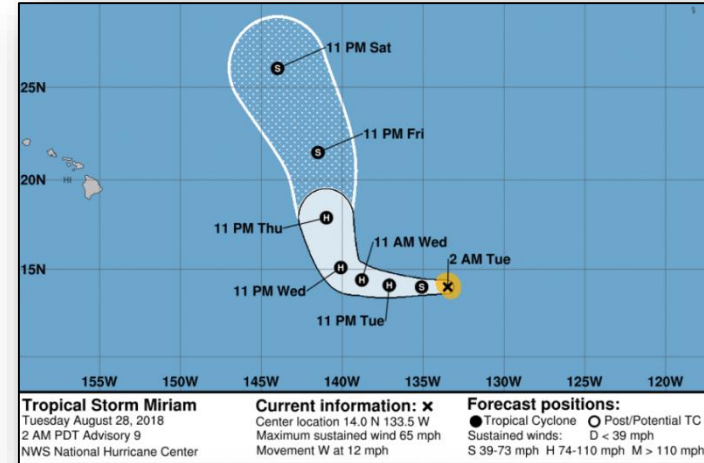 11 PM Sat
25N
11 PM Fri
20N
HI
S
S
H
11 PM Thu
11 AM Wed
2 AM Tue
15N
H
H
H
S
11 PM Wed
11 PM Tue
155W 150W 145W 140W 135W 130W 125W 120W
Tropical Storm Miriam
Tuesday August 28, 2018
2 AM PDT Advisory 9
NWS National Hurricane Center
Current information: ×
Center location 14.0 N 133.5 W
Maximum sustained wind 65 mph
Movement W at 12 mph
Forecast positions:
● Tropical Cyclone ○ Post/Potential TC
Sustained winds: D < 39 mph
S 39-73 mph H 74-110 mph M > 110 mph